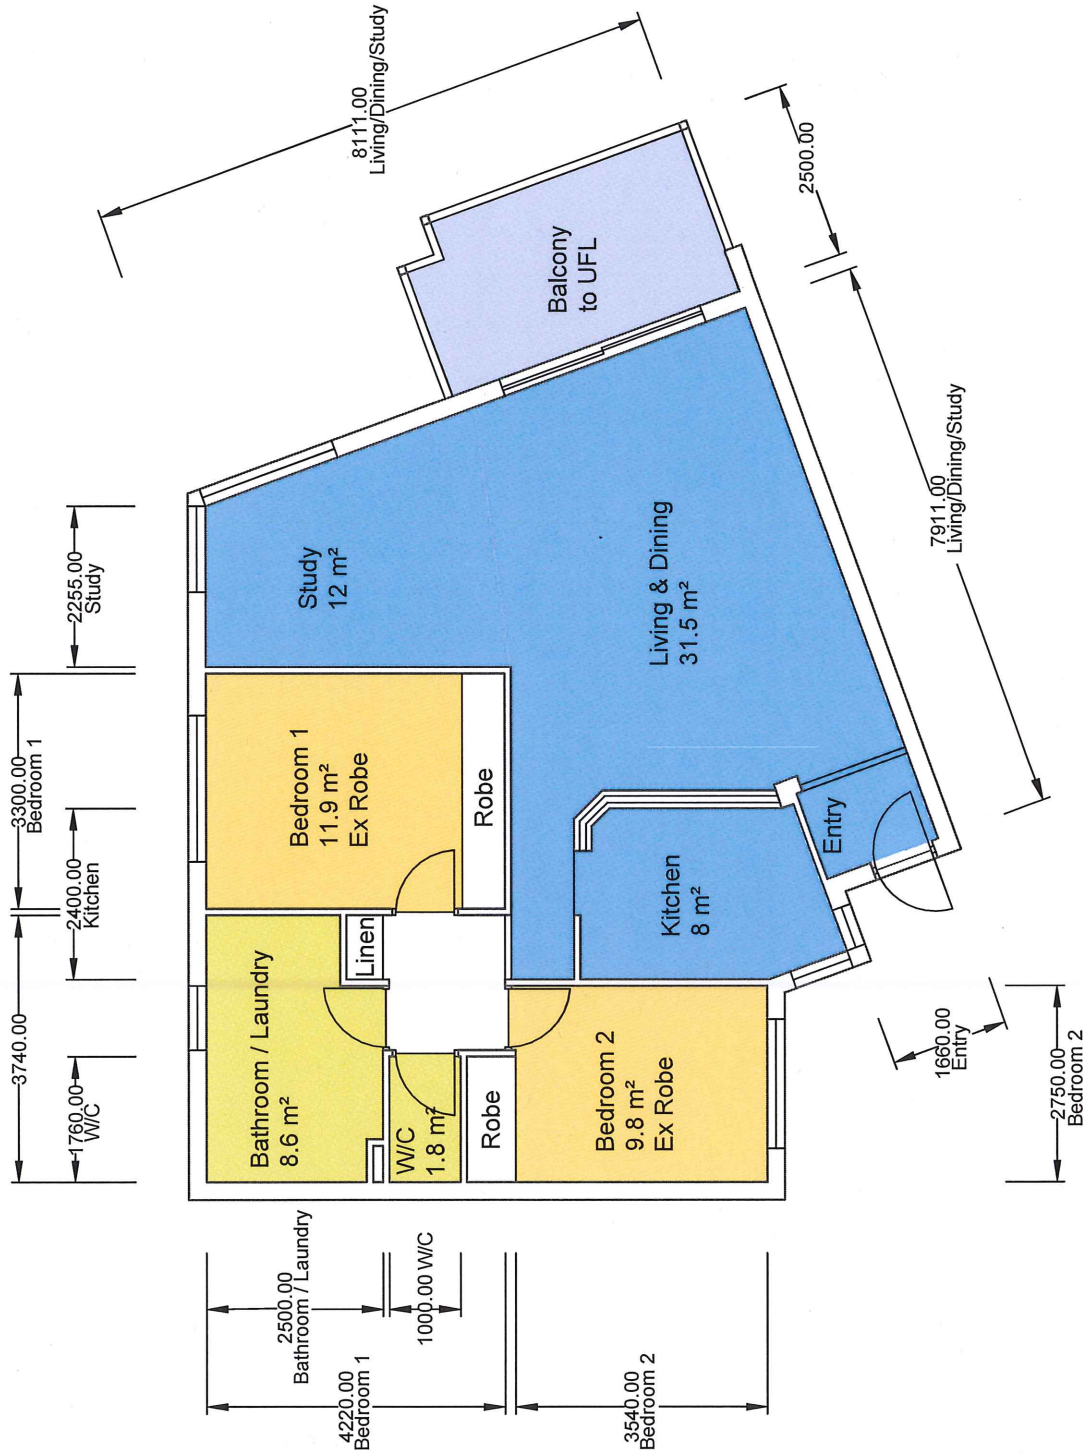 8111.00
Living/Dining/Study
2500.00
7911.00
Living/Dining/Study
2255.00
Study
3300.00
Bedroom 1
2400.00
Kitchen
3740.00
1760.00
W/C
Balcony
to UFL
Study
12 m²
Living & Dining
31.5 m²
Bedroom 1
11.9 m²
Ex Robe
Robe
Entry
Kitchen
8 m²
Linen
Bathroom / Laundry
8.6 m²
W/C
1.8 m²
Robe
Bedroom 2
9.8 m²
Ex Robe
1660.00
Entry
2750.00
Bedroom 2
2500.00
Bathroom / Laundry
1000.00 W/C
4220.00
Bedroom 1
3540.00
Bedroom 2